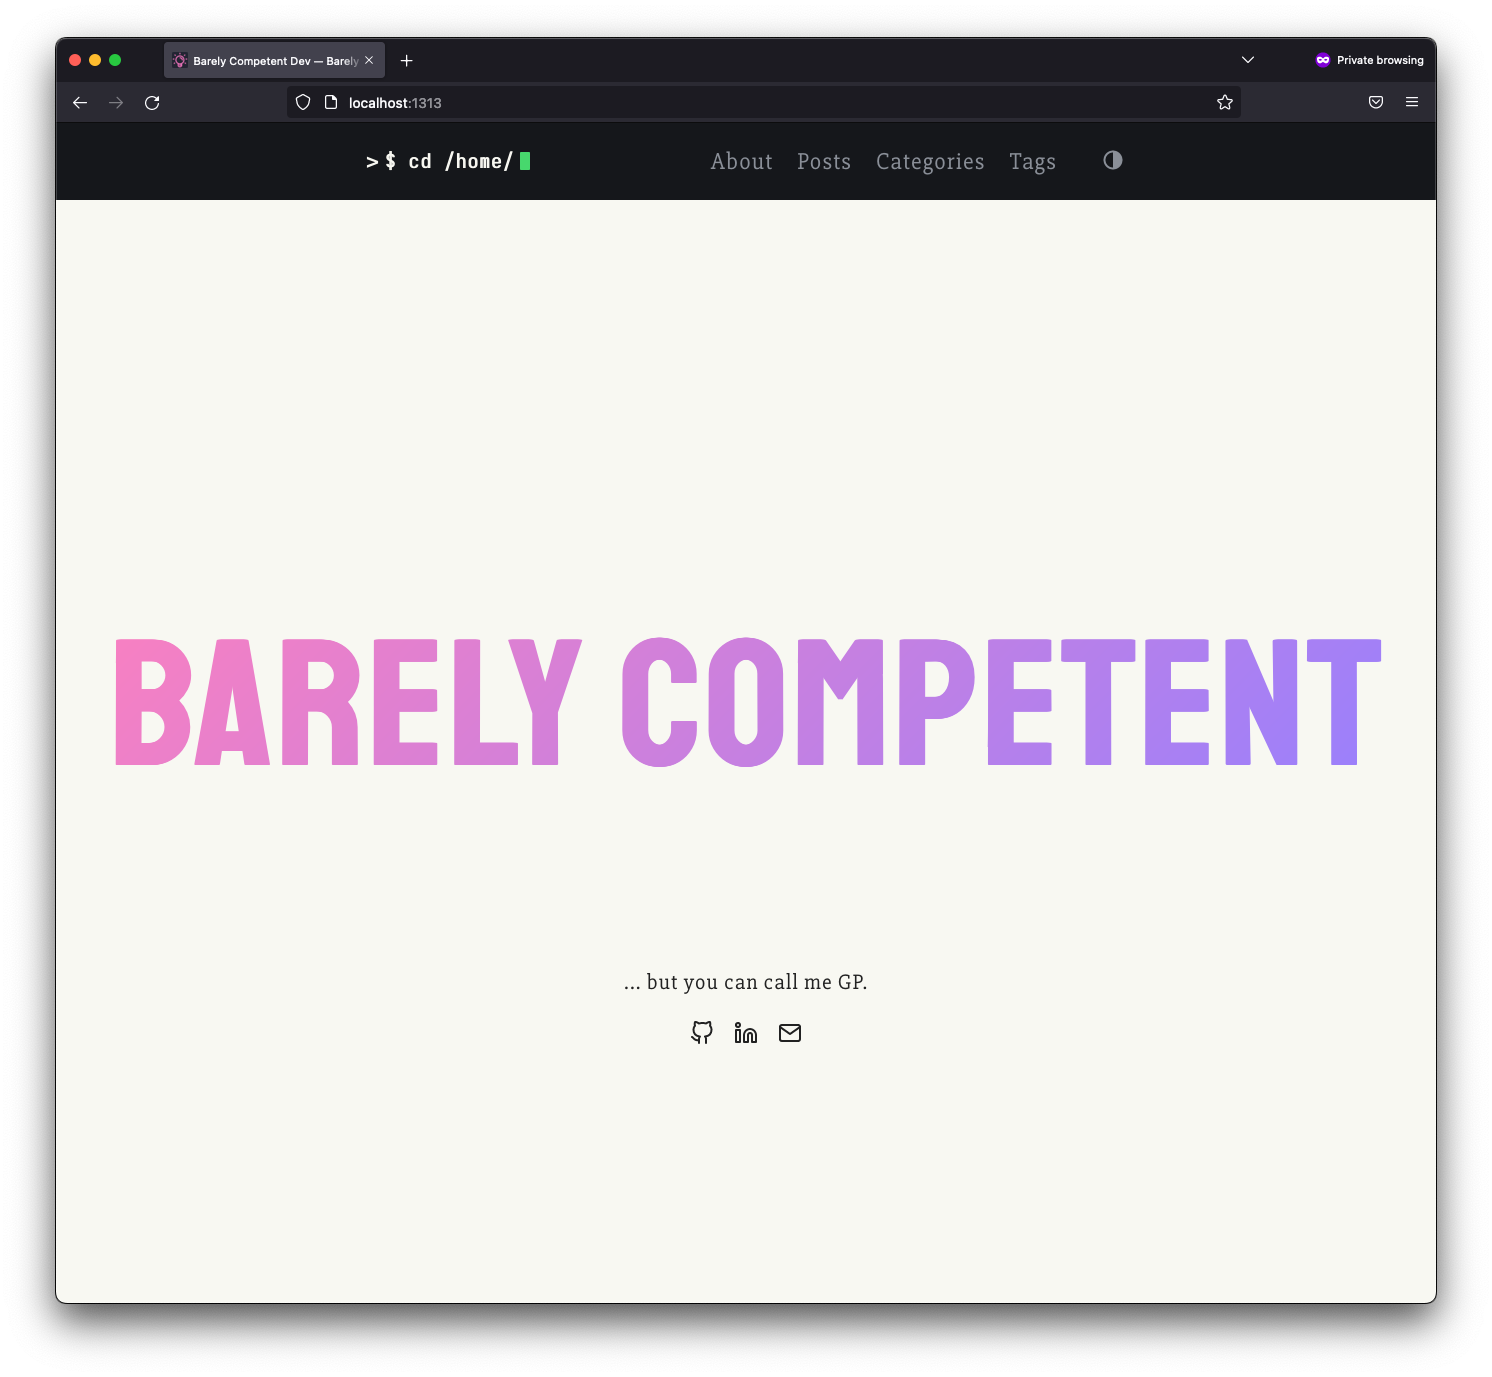 Barely Competent Dev — Barely
Private browsing
localhost:1313
>$ cd /home/
About Posts Categories Tags
BARELY COMPETENT
... but you can call me GP.